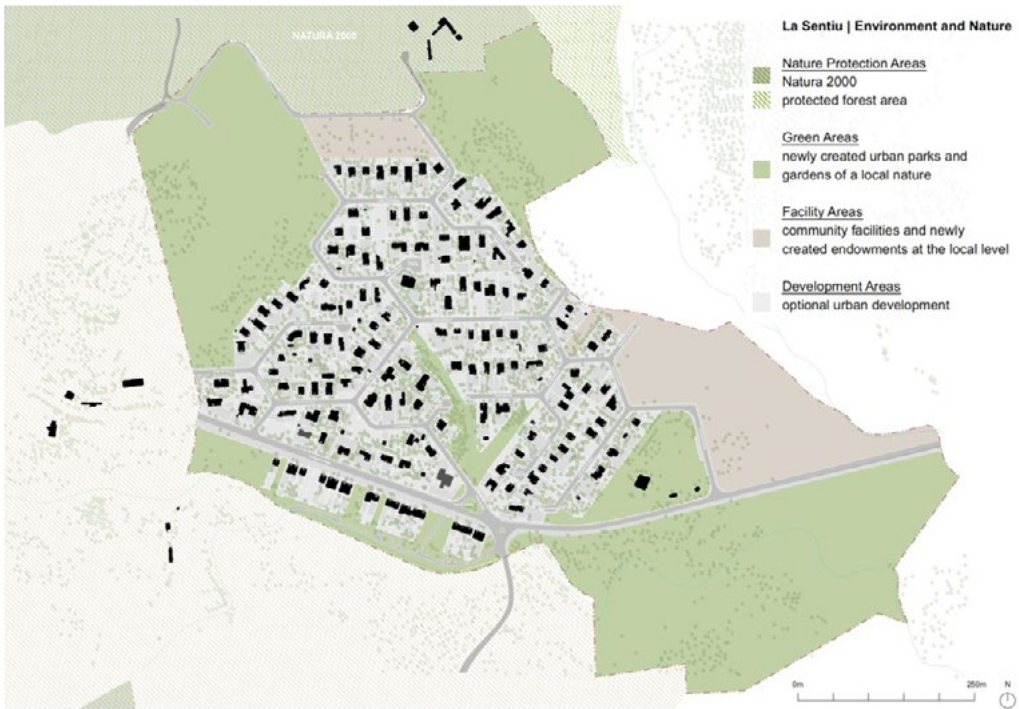 NATURA 2000
La Sentiu | Environment and Nature
Nature Protection Areas
Natura 2000
protected forest area
Green Areas
newly created urban parks and
gardens of a local nature
Facility Areas
community facilities and newly
created endowments at the local level
Development Areas
optional urban development
0m 250m N